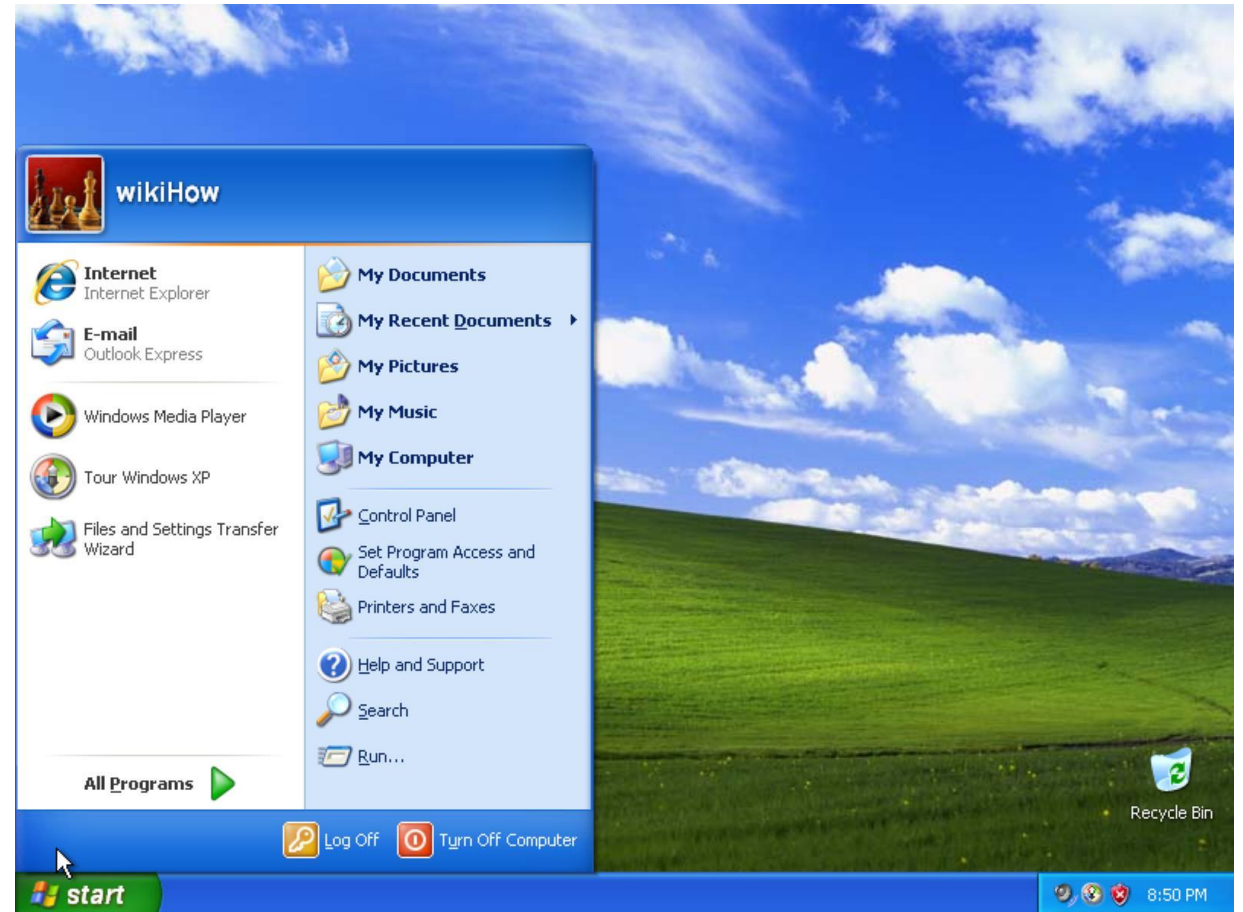 wikiHow
Internet
Internet Explorer
E-mail
Outlook Express
Windows Media Player
Tour Windows XP
Files and Settings Transfer
Wizard
All Programs
My Documents
My Recent Documents
My Pictures
My Music
My Computer
Control Panel
Set Program Access and
Defaults
Printers and Faxes
Help and Support
Search
Run...
Log Off
Turn Off Computer
Recycle Bin
start
8:50 PM